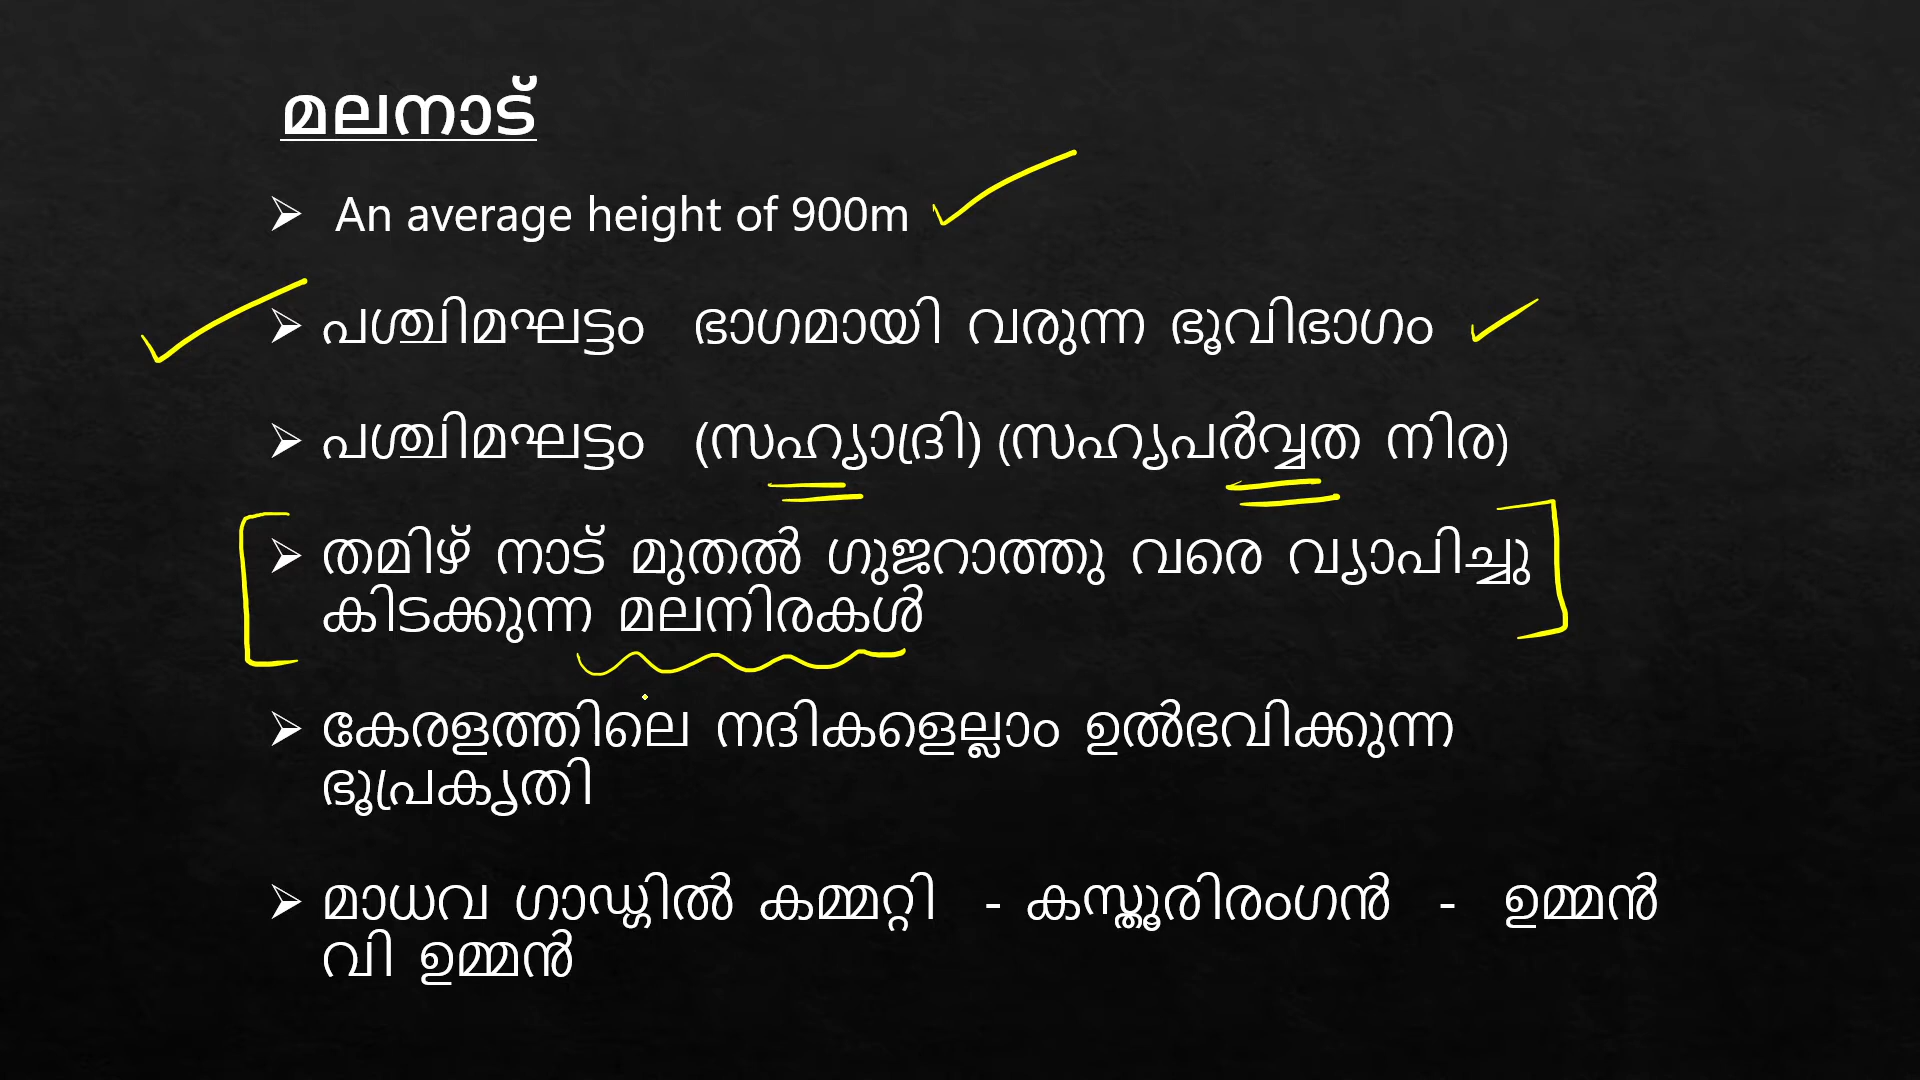 മലനാട്
➢ An average height of 900m
➢ പശ്ചിമഘട്ടം ഭാഗമായി വരുന്ന ഭൂവിഭാഗം
➢ പശ്ചിമഘട്ടം (സഹ്യാദ്രി) (സഹ്യപർവ്വത നിര)
➢ തമിഴ് നാട് മുതൽ ഗുജറാത്തു വരെ വ്യാപിച്ചു
കിടക്കുന്ന മലനിരകൾ
➢ കേരളത്തിലെ നദികളെല്ലാം ഉൽഭവിക്കുന്ന
ഭൂപ്രകൃതി
➢ മാധവ ഗാഡ്ഗിൽ കമ്മറ്റി - കസ്തൂരിരംഗൻ - ഉമ്മൻ
വി ഉമ്മൻ